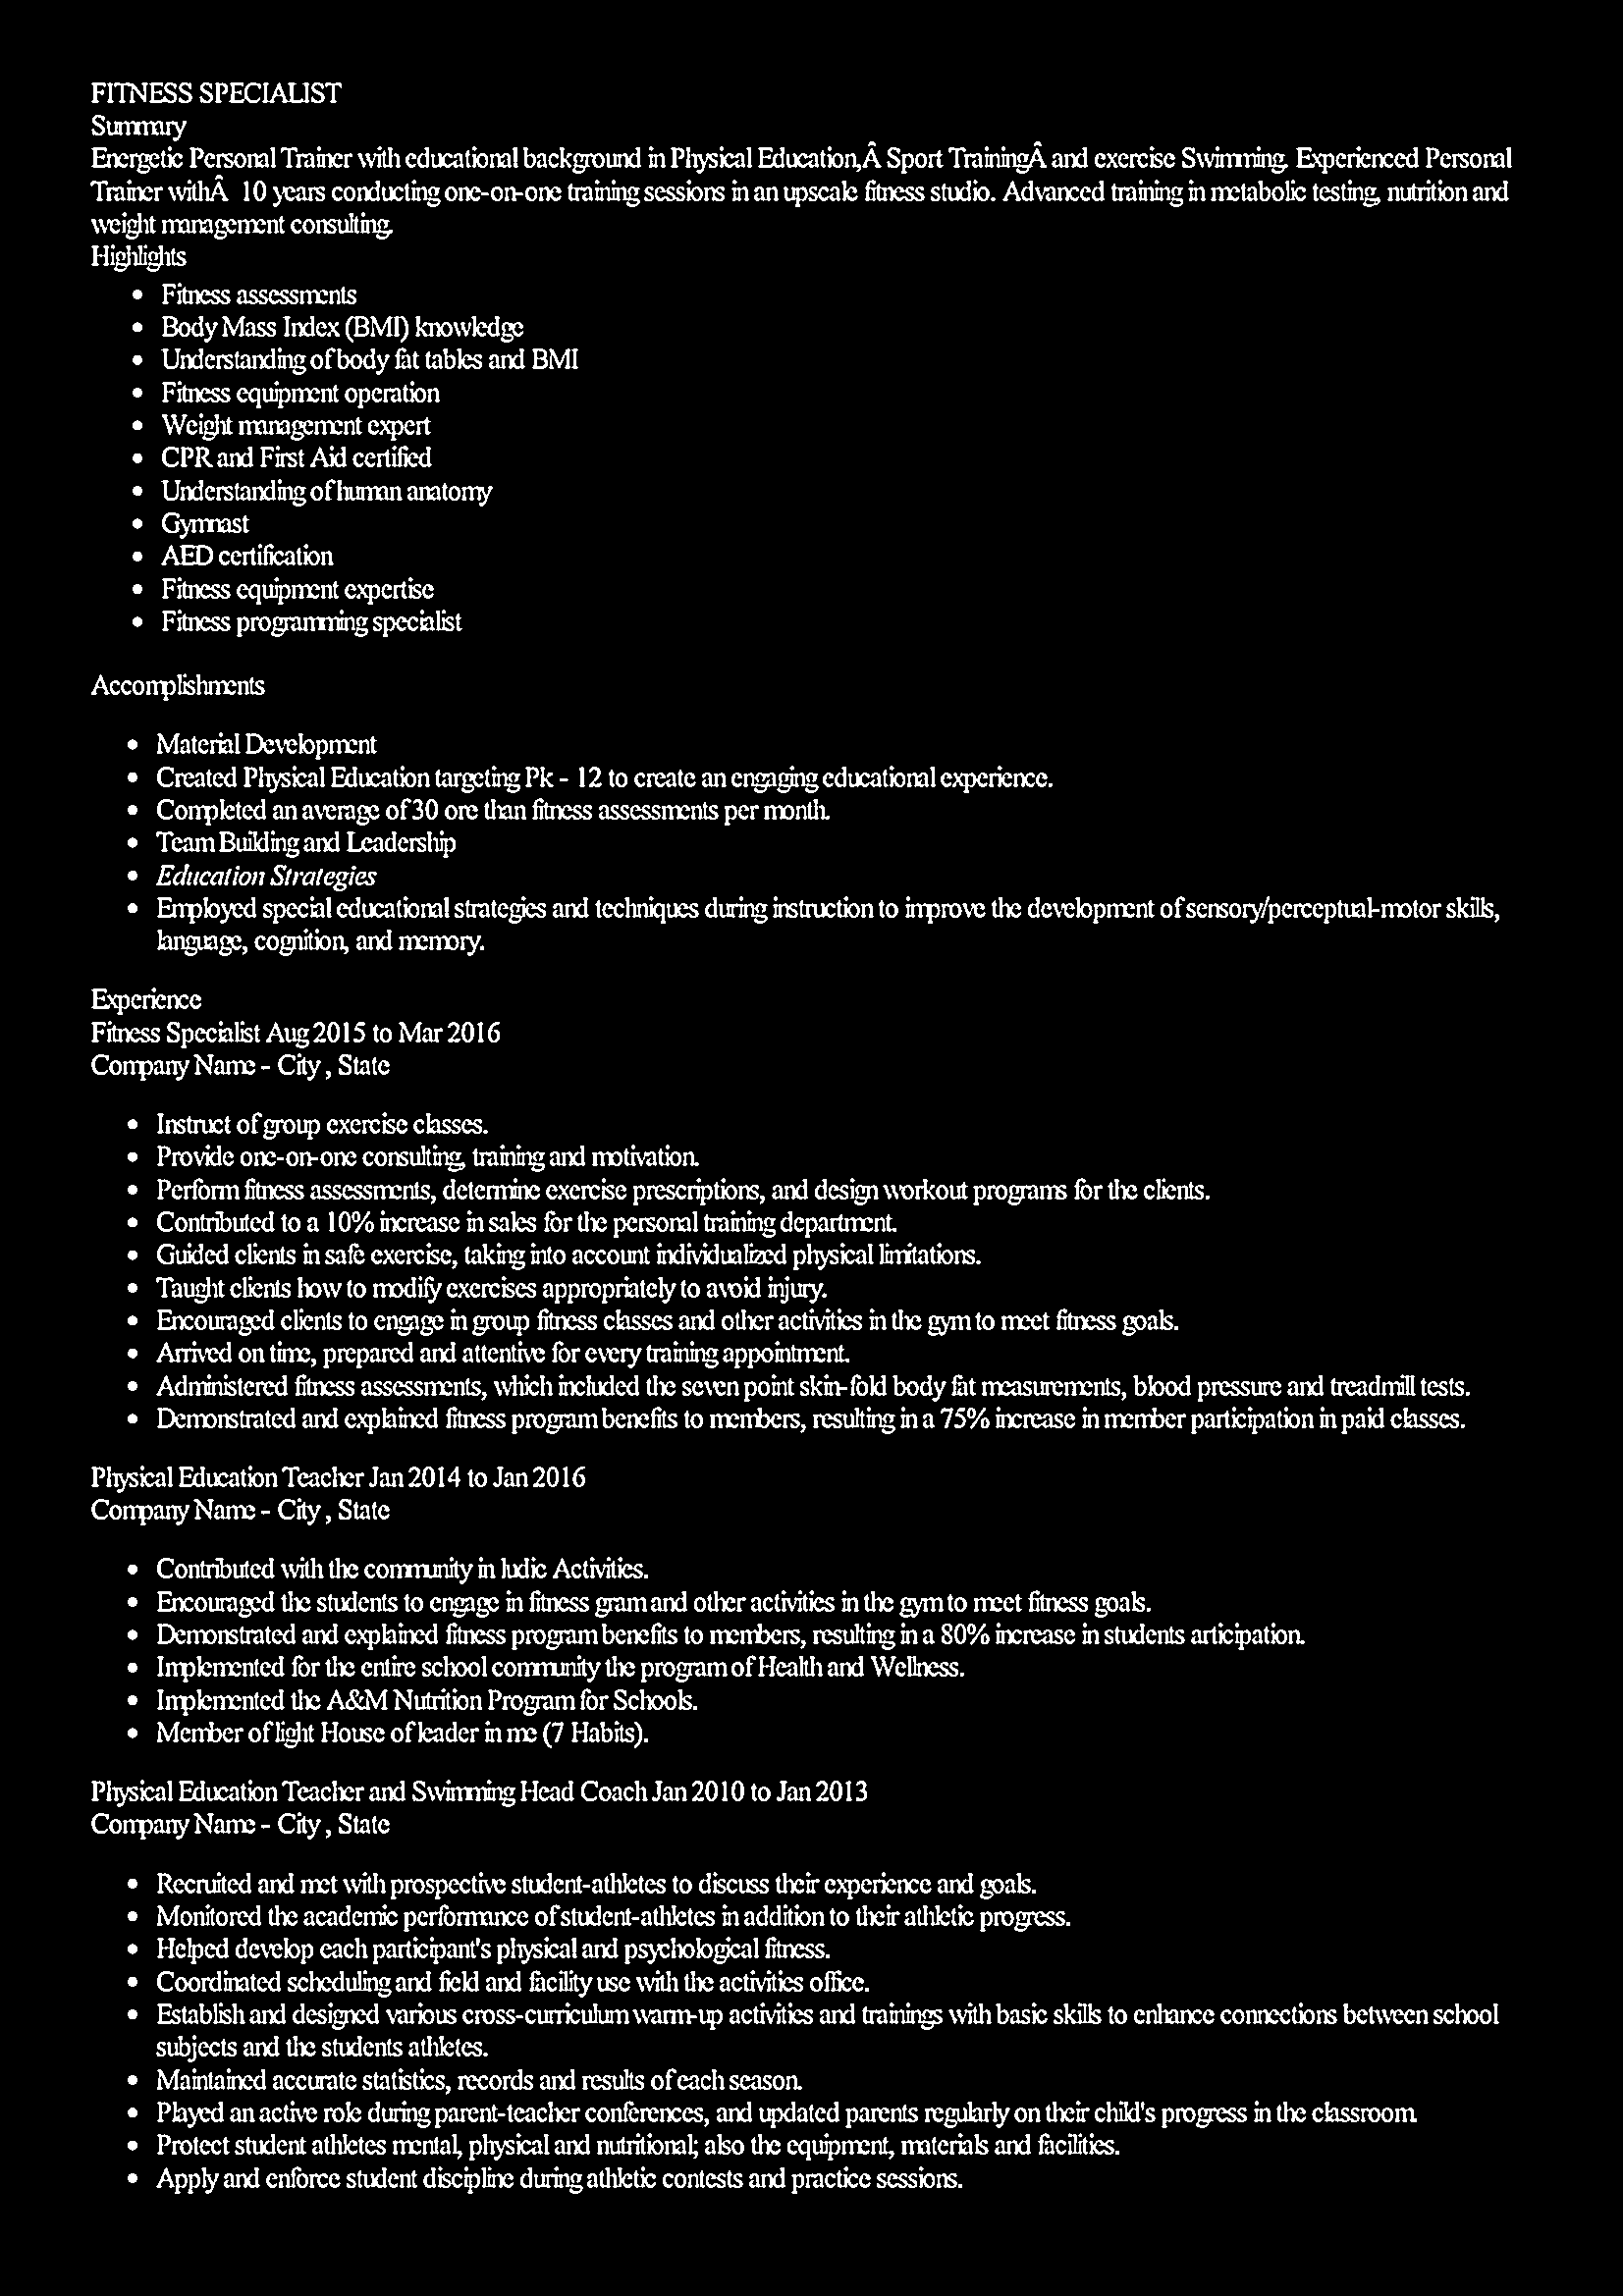 FITNESS SPECIALIST
Summary
Energetic Personal Trainer with educational background in Physical Education,Â Sport TrainingÂ and exercise Swimming. Experienced Personal
Trainer withÂ  10 years conducting one-on-one training sessions in an upscale fitness studio. Advanced training in metabolic testing, nutrition and
weight management consulting.
Highlights
• Fitness assessments
• Body Mass Index (BMI) knowledge
• Understanding of body fat tables and BMI
• Fitness equipment operation
• Weight management expert
• CPR and First Aid certified
• Understanding of human anatomy
• Gymnast
• AED certification
• Fitness equipment expertise
• Fitness programming specialist
Accomplishments
• Material Development
• Created Physical Education targeting Pk - 12 to create an engaging educational experience.
• Completed an average of 30 ore than fitness assessments per month.
• Team Building and Leadership
• Education Strategies
• Employed special educational strategies and techniques during instruction to improve the development of sensory/perceptual-motor skills,
language, cognition, and memory.
Experience
Fitness Specialist Aug 2015 to Mar 2016
Company Name - City , State
• Instruct of group exercise classes.
• Provide one-on-one consulting, training and motivation.
• Perform fitness assessments, determine exercise prescriptions, and design workout programs for the clients.
• Contributed to a 10% increase in sales for the personal training department.
• Guided clients in safe exercise, taking into account individualized physical limitations.
• Taught clients how to modify exercises appropriately to avoid injury.
• Encouraged clients to engage in group fitness classes and other activities in the gym to meet fitness goals.
• Arrived on time, prepared and attentive for every training appointment.
• Administered fitness assessments, which included the seven point skin-fold body fat measurements, blood pressure and treadmill tests.
• Demonstrated and explained fitness program benefits to members, resulting in a 75% increase in member participation in paid classes.
Physical Education Teacher Jan 2014 to Jan 2016
Company Name - City , State
• Contributed with the community in ludic Activities.
• Encouraged the students to engage in fitness gram and other activities in the gym to meet fitness goals.
• Demonstrated and explained fitness program benefits to members, resulting in a 80% increase in students articipation.
• Implemented for the entire school community the program of Health and Wellness.
• Implemented the A&M Nutrition Program for Schools.
• Member of light House of leader in me (7 Habits).
Physical Education Teacher and Swimming Head Coach Jan 2010 to Jan 2013
Company Name - City , State
• Recruited and met with prospective student-athletes to discuss their experience and goals.
• Monitored the academic performance of student-athletes in addition to their athletic progress.
• Helped develop each participant's physical and psychological fitness.
• Coordinated scheduling and field and facility use with the activities office.
• Establish and designed various cross-curriculum warm-up activities and trainings with basic skills to enhance connections between school
subjects and the students athletes.
• Maintained accurate statistics, records and results of each season.
• Played an active role during parent-teacher conferences, and updated parents regularly on their child's progress in the classroom.
• Protect student athletes mental, physical and nutritional; also the equipment, materials and facilities.
• Apply and enforce student discipline during athletic contests and practice sessions.